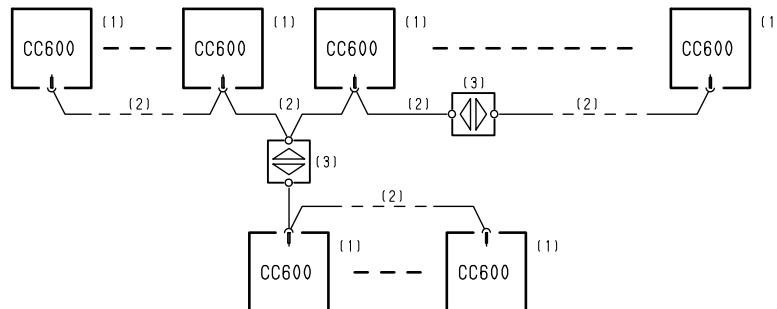 (1) (1) (1) (1
CC600 CC600 CC600 CC600
(3)
(2) (2) (2) (2)
(3)
(2)
(1) (1)
CC600 CC600